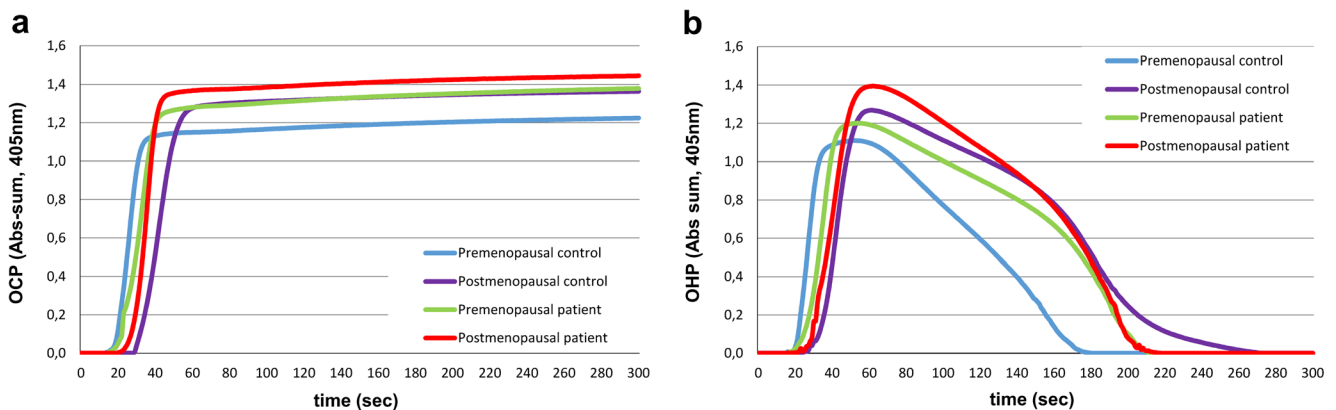 a
OCP (Abs-sum, 405nm)
1,6
1,4
1,2
1,0
0,8
0,6
0,4
0,2
0,0
0 20 40 60 80 100 120 140 160 180 200 220 240 260 280 300
time (sec)
Premenopausal control
Postmenopausal control
Premenopausal patient
Postmenopausal patient
b
OHP (Abs sum, 405nm)
1,6
1,4
1,2
1,0
0,8
0,6
0,4
0,2
0,0
0 20 40 60 80 100 120 140 160 180 200 220 240 260 280 300
time (sec)
Premenopausal control
Postmenopausal control
Premenopausal patient
Postmenopausal patient